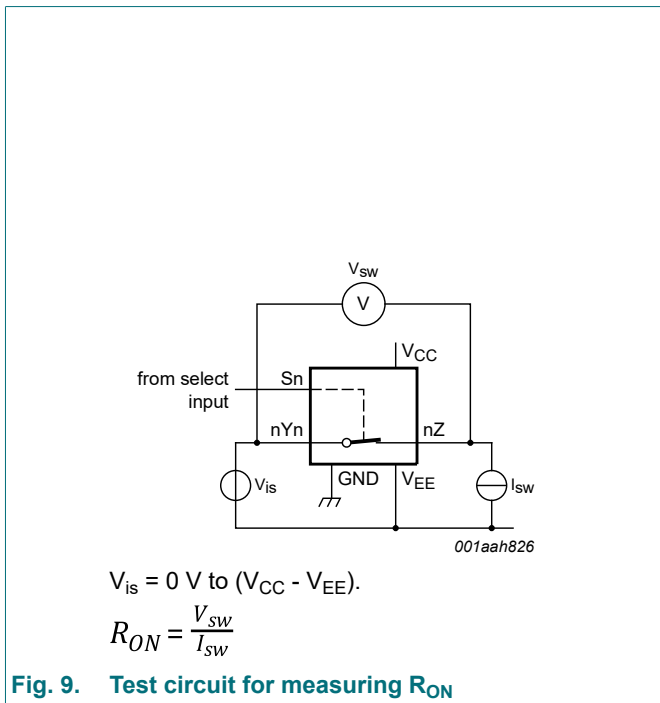 Vsw
V
VCC
from select
input
Sn
nYn
nZ
Vis
GND
VEE
Isw
001aah826
Vis = 0 V to (VCC - VEE).
RON = Vsw / Isw
Fig. 9. Test circuit for measuring RON